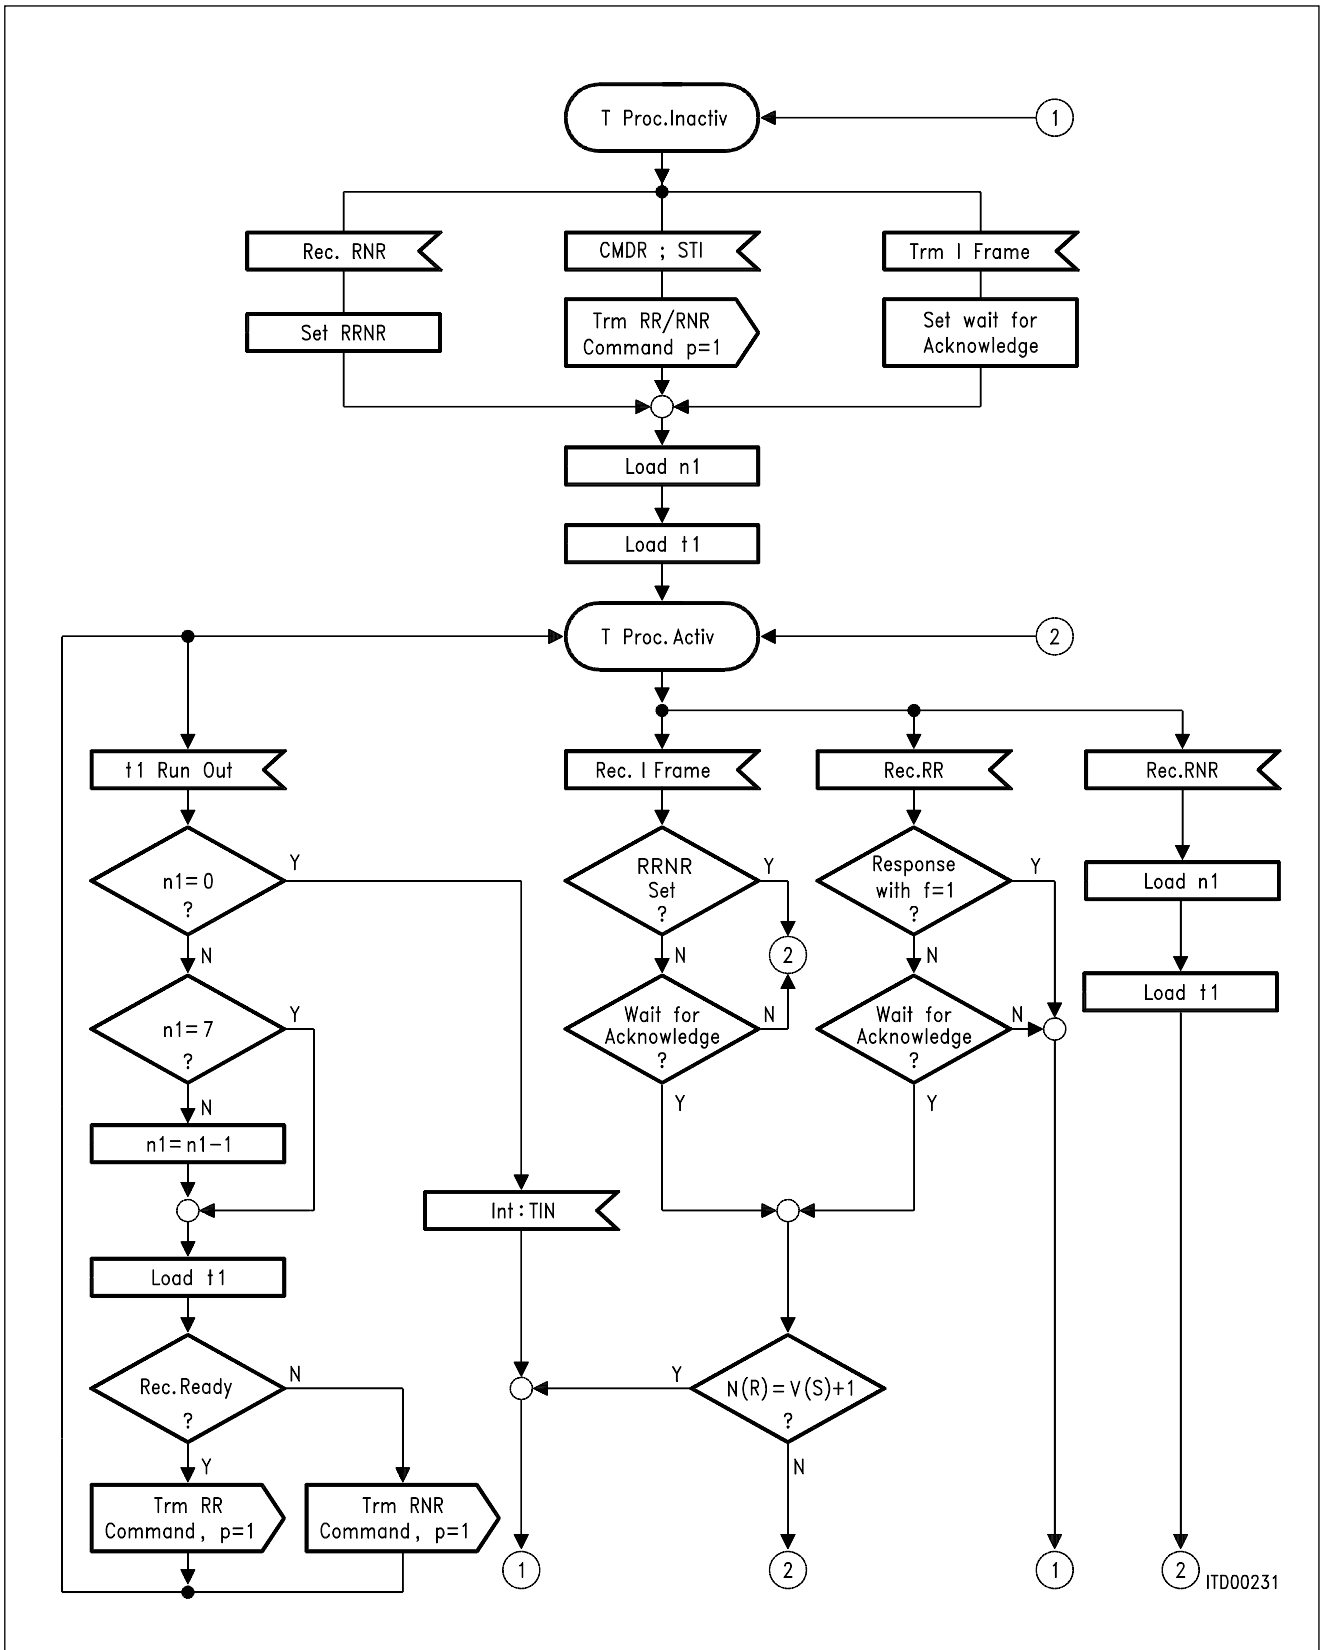 T Proc.Inactiv
1
Rec. RNR
CMDR ; STI
Trm I Frame
Set RRNR
Trm RR/RNR
Command p=1
Set wait for
Acknowledge
Load n1
Load t1
T Proc.Activ
2
t1 Run Out
Rec. I Frame
Rec.RR
Rec.RNR
n1=0
?
Y
N
RRNR
Set
?
Y
N
2
Response
with f=1
?
Y
N
Load n1
n1=7
?
Y
N
Wait for
Acknowledge
?
N
Y
Wait for
Acknowledge
?
N
Y
Load t1
n1=n1-1
Int:TIN
Load t1
Rec.Ready
?
N
Y
N(R)=V(S)+1
?
Y
N
Trm RR
Command, p=1
Trm RNR
Command, p=1
1
2
1
2
ITD00231